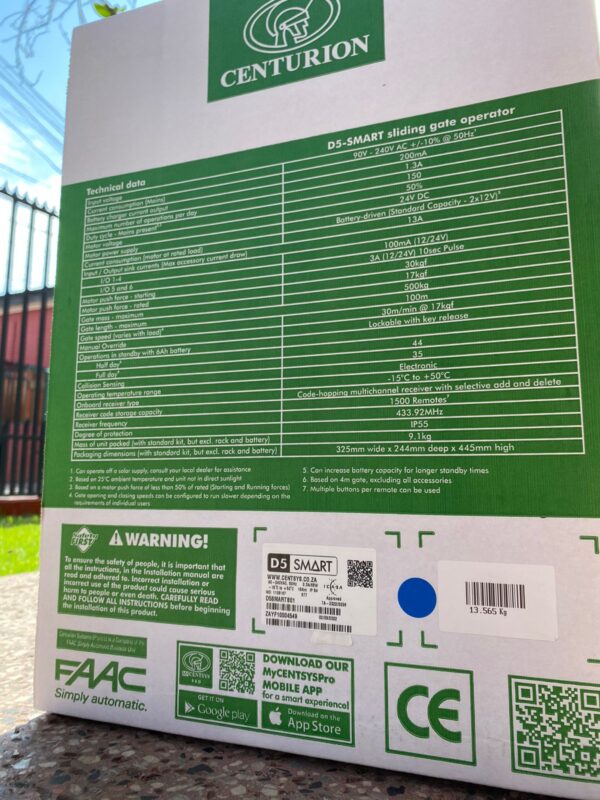 CENTURION
D5-SMART sliding gate operator
Technical data
Input voltage 90V - 240V AC +/-10% @ 50Hz¹
Current consumption (Mains) 200mA
Battery charger current output 1.3A
Maximum number of operations per day 150
Duty cycle - Mains present 50%
Motor voltage 24V DC
Motor power supply Battery-driven (Standard Capacity - 2x12V)⁵
Current consumption (motor at rated load) 13A
Input / Output sink currents (Max accessory current draw)
I/O 1-4 100mA (12/24V)
I/O 5 and 6 3A (12/24V) 10sec Pulse
Motor push force - starting 30kgf
Motor push force - rated 17kgf
Gate mass - maximum 500kg
Gate length - maximum 100m
Gate speed (varies with load)⁴ 30m/min @ 17kgf
Manual Override Lockable with key release
Operations in standby with 6Ah battery
Half day⁶ 44
Full day⁶ 35
Collision Sensing Electronic
Operating temperature range -15°C to +50°C
Onboard receiver type Code-hopping multichannel receiver with selective add and delete
Receiver code storage capacity 1500 Remotes⁷
Receiver frequency 433.92MHz
Degree of protection IP55
Mass of unit packed (with standard kit, but excl. rack and battery) 9.1kg
Packaging dimensions (with standard kit, but excl. rack and battery) 325mm wide x 244mm deep x 445mm high
1. Can operate off a solar supply, consult your local dealer for assistance
2. Based on 25°C ambient temperature and unit not in direct sunlight
3. Based on a motor push force of less than 50% of rated (Starting and Running forces)
4. Gate opening and closing speeds can be configured to run slower depending on the
requirements of individual users
5. Can increase battery capacity for longer standby times
6. Based on 4m gate, excluding all accessories
7. Multiple buttons per remote can be used
Safety
FIRST
WARNING!
To ensure the safety of people, it is important that
all the instructions, in the Installation manual are
read and adhered to. Incorrect installation or
incorrect use of the product could cause serious
harm to people or even death. CAREFULLY READ
AND FOLLOW ALL INSTRUCTIONS before beginning
the installation of this product.
D5 SMART
WWW.CENTSYS.CO.ZA
ICASA
Approved
D5SMARTB01
13.565 Kg
FAAC
Simply automatic.
CENTSYS
PRO
DOWNLOAD OUR
MyCENTSYSPro
MOBILE APP
for a smart experience!
GET IT ON
Google play
Download on the
App Store
CE